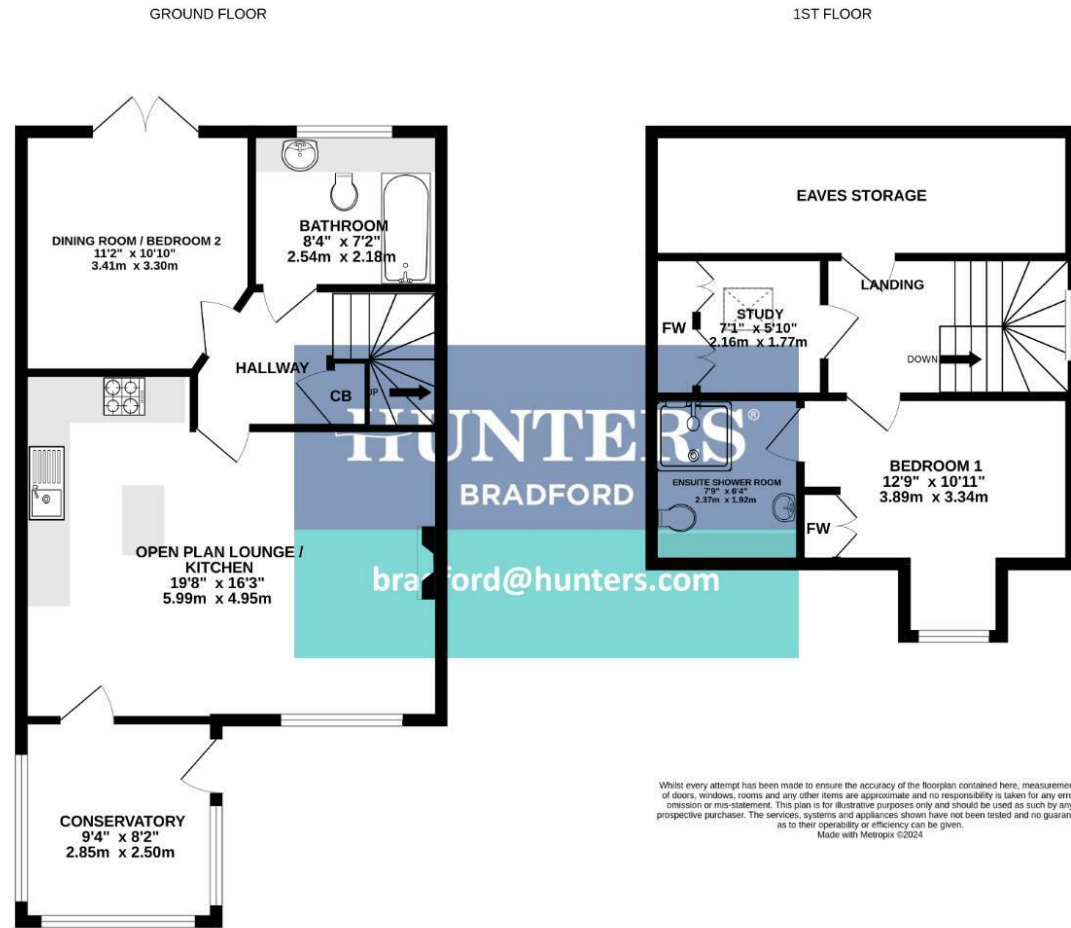 GROUND FLOOR
1ST FLOOR
DINING ROOM / BEDROOM 2
11'2" x 10'10"
3.41m x 3.30m
BATHROOM
8'4" x 7'2"
2.54m x 2.18m
HALLWAY
CB
UP
OPEN PLAN LOUNGE /
KITCHEN
19'8" x 16'3"
5.99m x 4.95m
CONSERVATORY
9'4" x 8'2"
2.85m x 2.50m
EAVES STORAGE
LANDING
STUDY
7'1" x 5'10"
2.16m x 1.77m
FW
DOWN
BEDROOM 1
12'9" x 10'11"
3.89m x 3.34m
ENSUITE SHOWER ROOM
7'9" x 6'4"
2.37m x 1.92m
FW
HUNTERS®
BRADFORD
bradford@hunters.com
Whilst every attempt has been made to ensure the accuracy of the floorplan contained here, measuremen
of doors, windows, rooms and any other items are approximate and no responsibility is taken for any erro
omission or mis-statement. This plan is for illustrative purposes only and should be used as such by any
prospective purchaser. The services, systems and appliances shown have not been tested and no guaran
as to their operability or efficiency can be given.
Made with Metropix ©2024